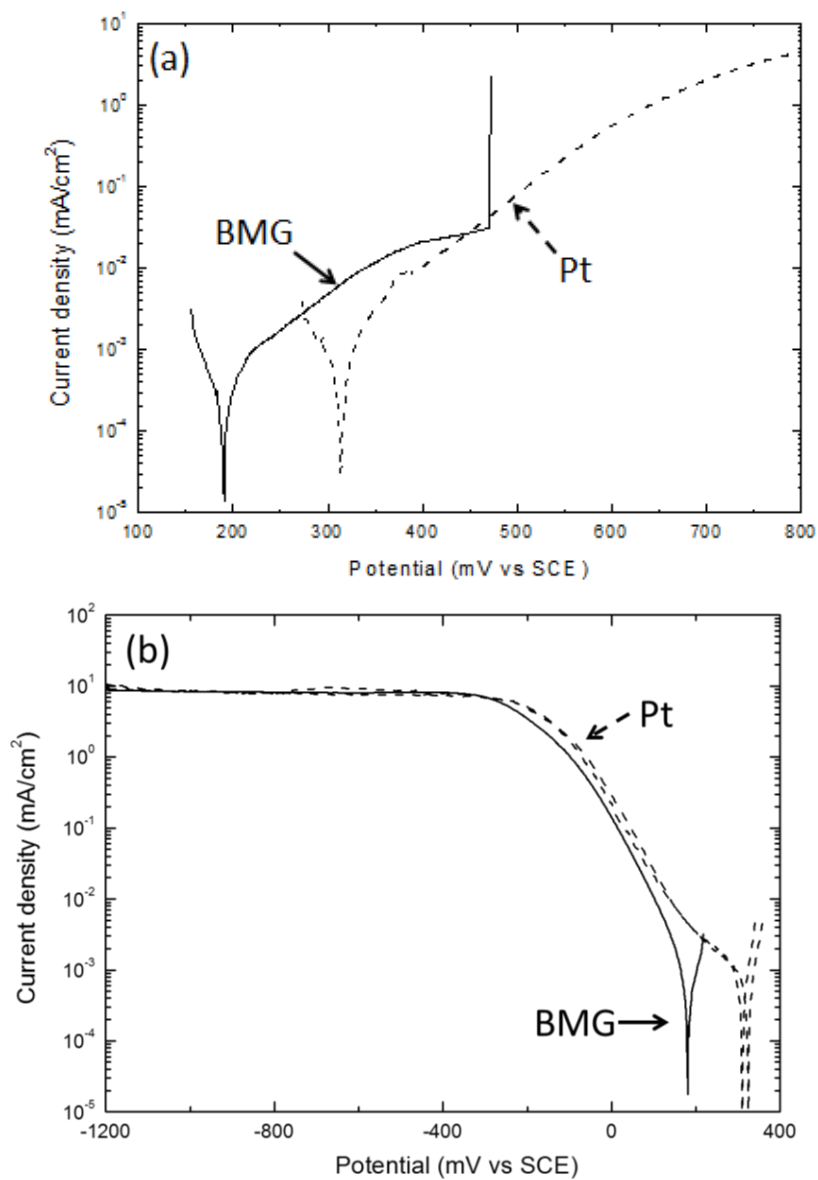 (a)
10¹
10⁰
10⁻¹
10⁻²
10⁻³
10⁻⁴
10⁻⁵
Current density (mA/cm²)
BMG
Pt
100 200 300 400 500 600 700 800
Potential (mV vs SCE)
(b)
10²
10¹
10⁰
10⁻¹
10⁻²
10⁻³
10⁻⁴
10⁻⁵
Current density (mA/cm²)
Pt
BMG
-1200 -800 -400 0 400
Potential (mV vs SCE)